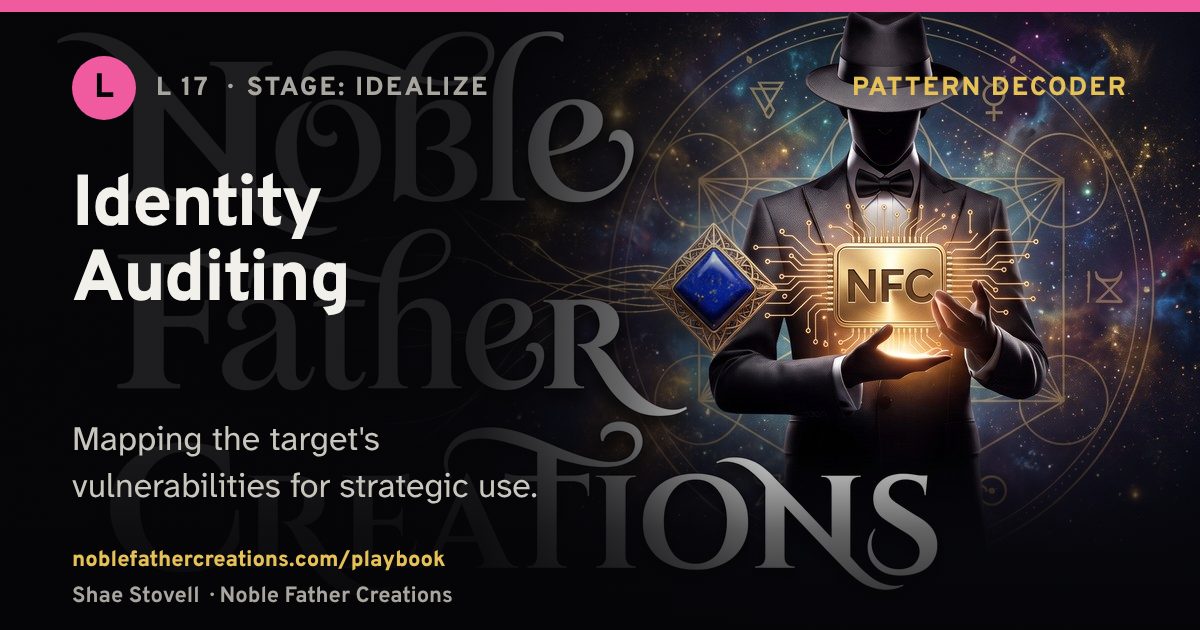 L
L 17 · STAGE: IDEALIZE
PATTERN DECODER
Noble
Father
Creations
Identity
Auditing
NFC
Mapping the target's
vulnerabilities for strategic use.
noblefathercreations.com/playbook
Shae Stovell · Noble Father Creations